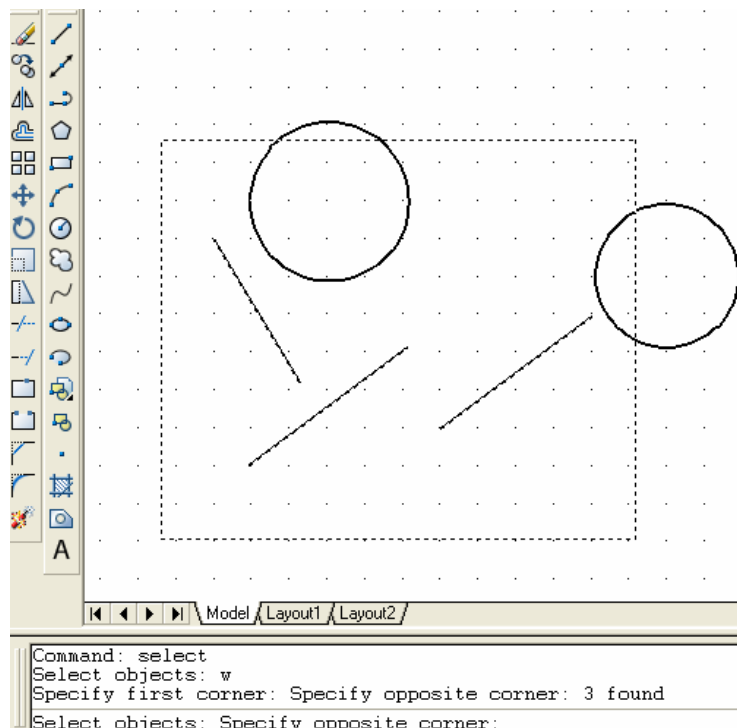 A
Model Layout1 Layout2
Command: select
Select objects: w
Specify first corner: Specify opposite corner: 3 found
Select objects: Specify opposite corner: